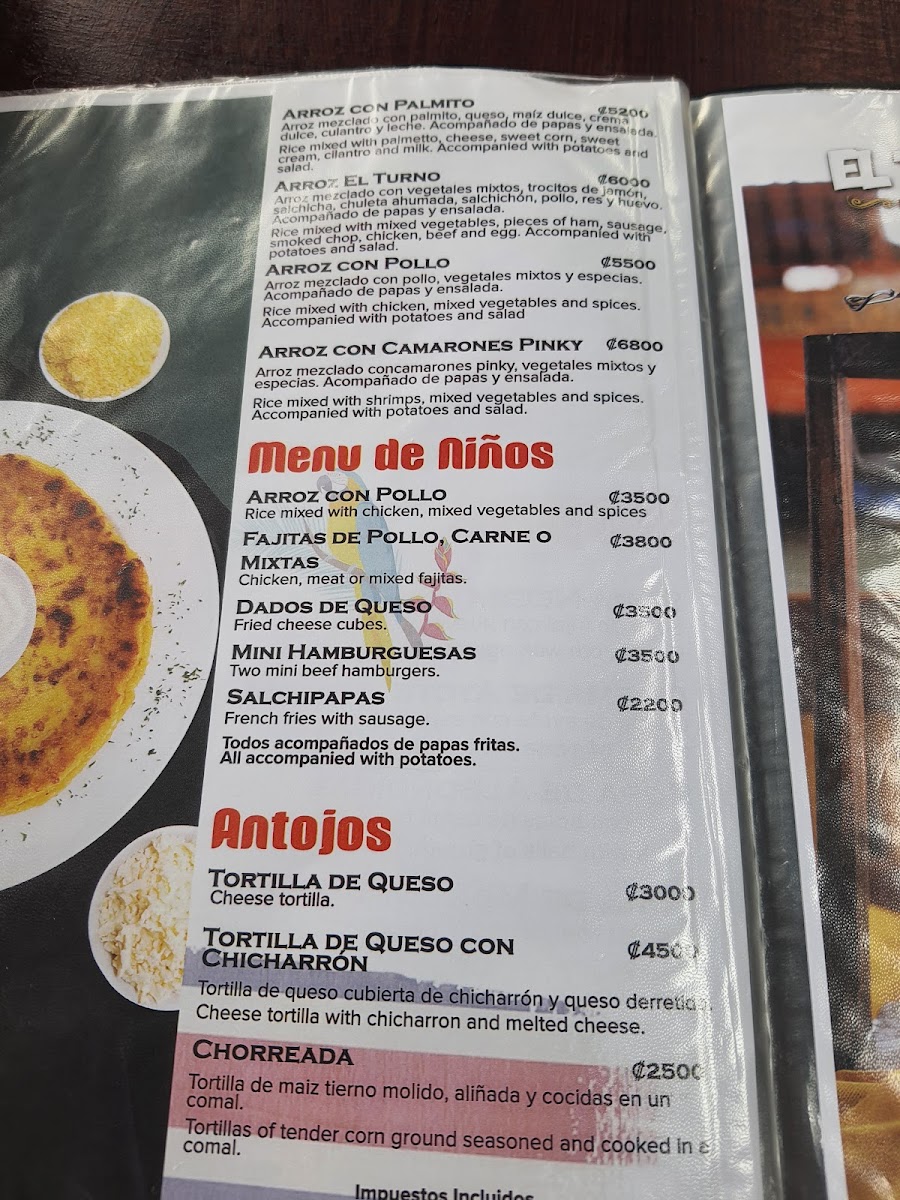 ARROZ CON PALMITO ₡5200
Arroz mezclado con palmito, queso, maíz dulce, crema
dulce, culantro y leche. Acompañado de papas y ensalada.
Rice mixed with palmetto, cheese, sweet corn, sweet
cream, cilantro and milk. Accompanied with potatoes and
salad.
ARROZ EL TURNO ₡6000
Arroz mezclado con vegetales mixtos, trocitos de jamón,
salchicha, chuleta ahumada, salchichón, pollo, res y huevo.
Acompañado de papas y ensalada.
Rice mixed with mixed vegetables, pieces of ham, sausage,
smoked chop, chicken, beef and egg. Accompanied with
potatoes and salad.
ARROZ CON POLLO ₡5500
Arroz mezclado con pollo, vegetales mixtos y especias.
Acompañado de papas y ensalada.
Rice mixed with chicken, mixed vegetables and spices.
Accompanied with potatoes and salad
ARROZ CON CAMARONES PINKY ₡6800
Arroz mezclado concamarones pinky, vegetales mixtos y
especias. Acompañado de papas y ensalada.
Rice mixed with shrimps, mixed vegetables and spices.
Accompanied with potatoes and salad.
Menu de Niños
ARROZ CON POLLO ₡3500
Rice mixed with chicken, mixed vegetables and spices
FAJITAS DE POLLO, CARNE O ₡3800
MIXTAS
Chicken, meat or mixed fajitas.
DADOS DE QUESO ₡3500
Fried cheese cubes.
MINI HAMBURGUESAS ₡3500
Two mini beef hamburgers.
SALCHIPAPAS ₡2200
French fries with sausage.
Todos acompañados de papas fritas.
All accompanied with potatoes.
Antojos
TORTILLA DE QUESO ₡3000
Cheese tortilla.
TORTILLA DE QUESO CON ₡4500
CHICHARRÓN
Tortilla de queso cubierta de chicharrón y queso derretido.
Cheese tortilla with chicharron and melted cheese.
CHORREADA ₡2500
Tortilla de maiz tierno molido, aliñada y cocidas en un
comal.
Tortillas of tender corn ground seasoned and cooked in a
comal.
Impuestos Incluidos
EL